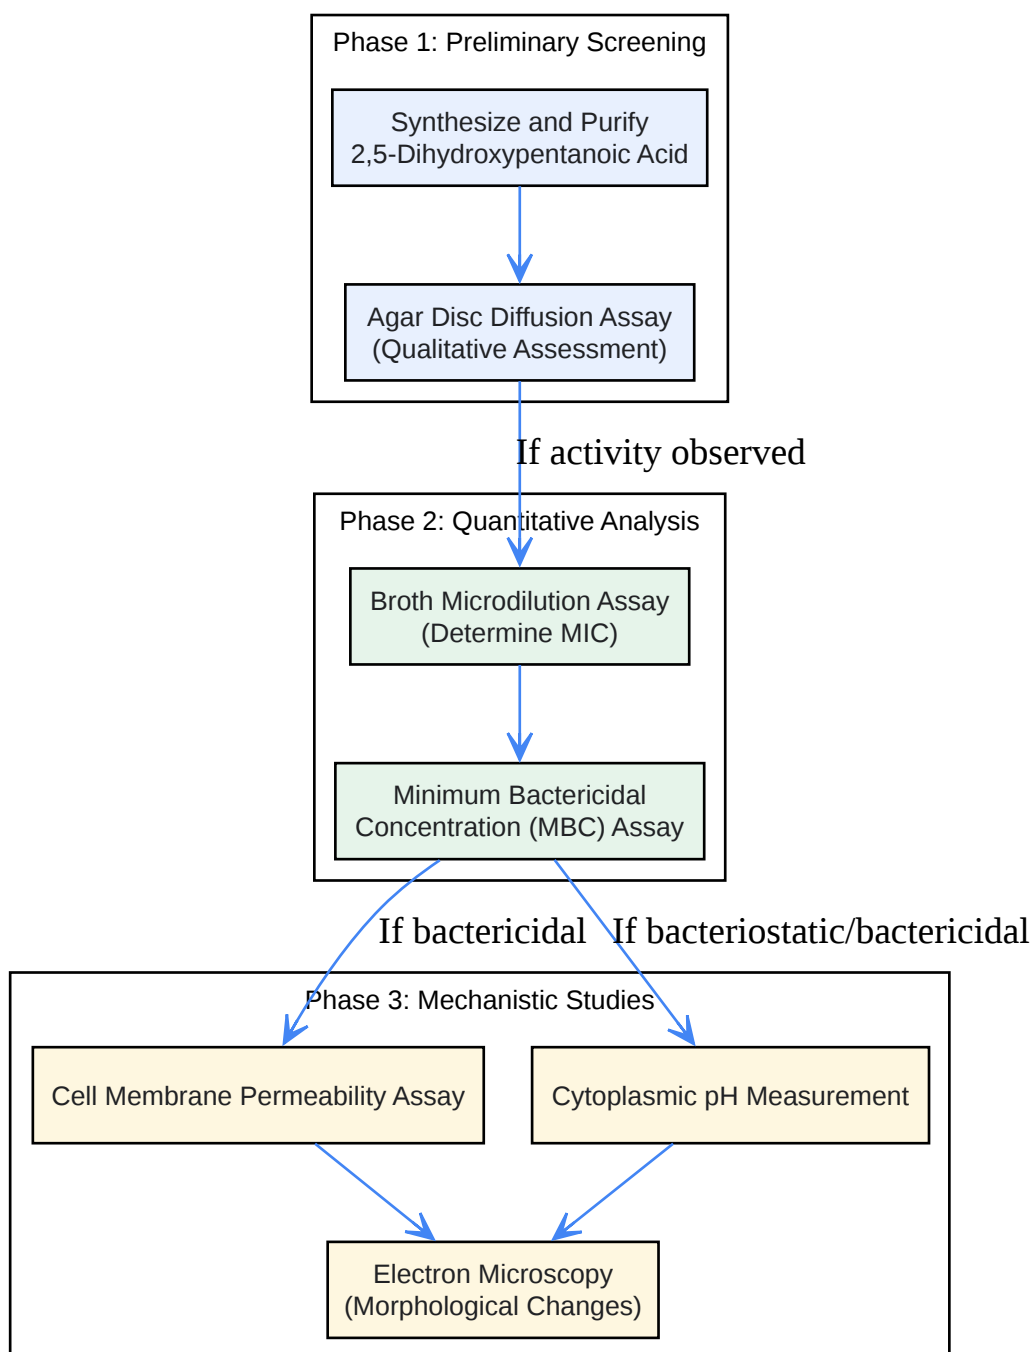 Phase 1: Preliminary Screening
Synthesize and Purify
2,5-Dihydroxypentanoic Acid
Agar Disc Diffusion Assay
(Qualitative Assessment)
If activity observed
Phase 2: Quantitative Analysis
Broth Microdilution Assay
(Determine MIC)
Minimum Bactericidal
Concentration (MBC) Assay
If bactericidal
If bacteriostatic/bactericidal
Phase 3: Mechanistic Studies
Cell Membrane Permeability Assay
Cytoplasmic pH Measurement
Electron Microscopy
(Morphological Changes)